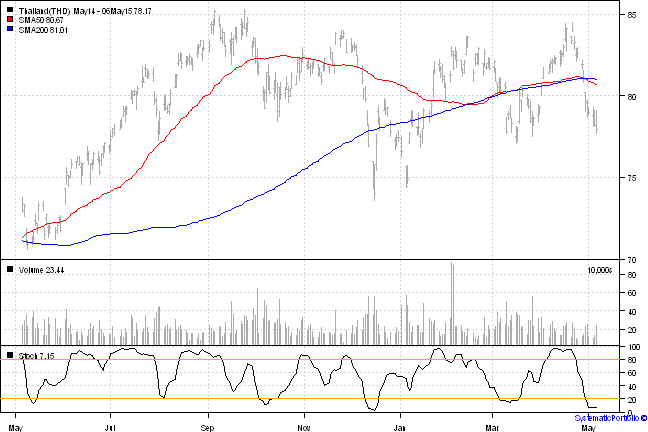 Thailand(THD) May14 - 06May15 78.17
SMA50 80.67
SMA200 81.01
85
80
75
70
Volume 23.44
10,000s
80
60
40
20
Stoch 7.15
100
80
60
40
20
0
May Jul Sep Nov Jan Mar May
SystematicPortfolio ©